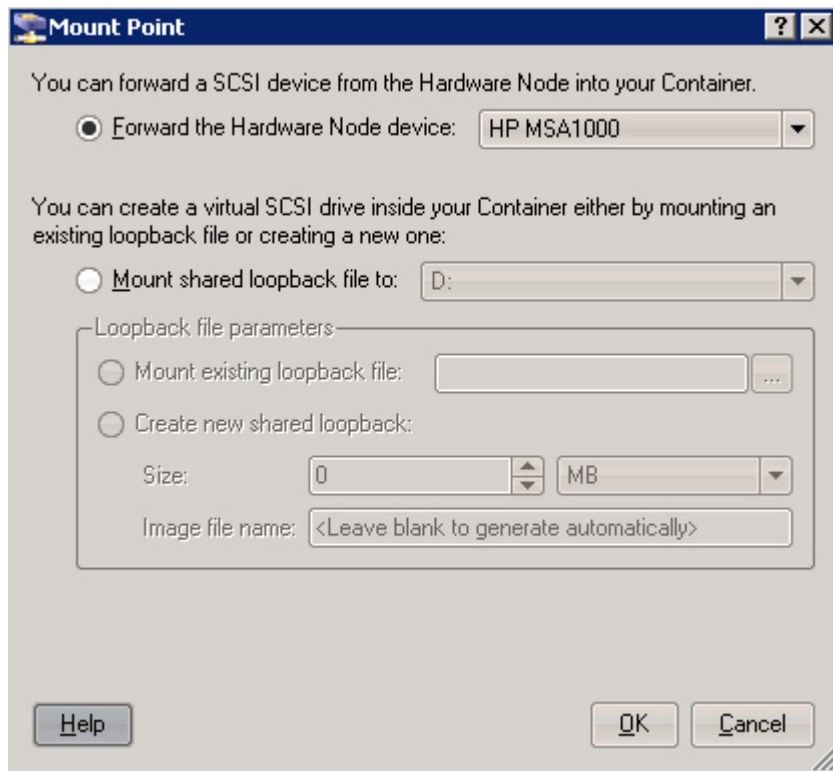 Mount Point
You can forward a SCSI device from the Hardware Node into your Container.
Forward the Hardware Node device: HP MSA1000
You can create a virtual SCSI drive inside your Container either by mounting an
existing loopback file or creating a new one:
Mount shared loopback file to: D:
Loopback file parameters
Mount existing loopback file: ...
Create new shared loopback:
Size: 0 MB
Image file name: <Leave blank to generate automatically>
Help OK Cancel